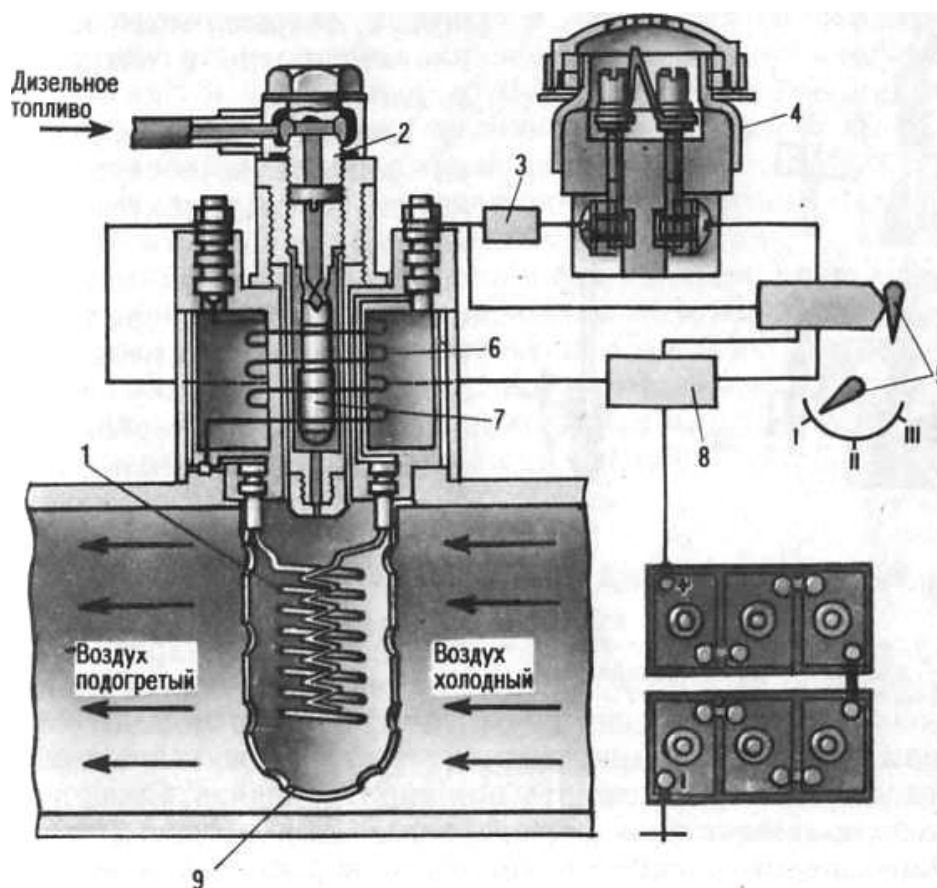 Дизельное
топливо
2
4
3
6
7
8
I
II
III
1
+
Воздух
подогретый
Воздух
холодный
−
9